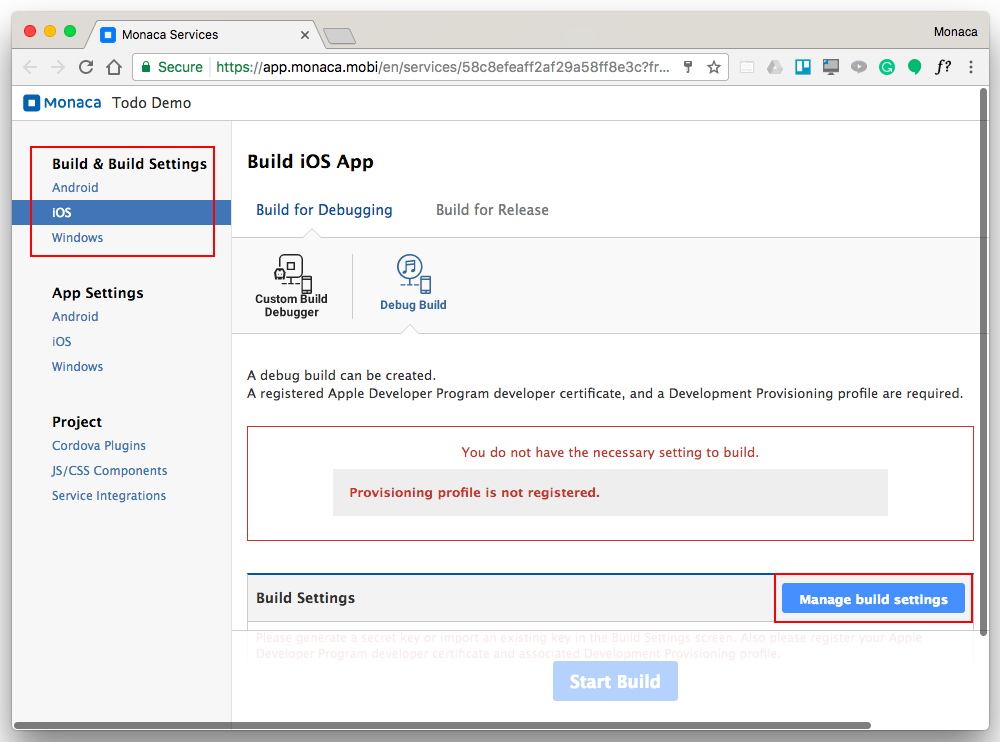 Monaca Services
Monaca
Secure
https://app.monaca.mobi/en/services/58c8efeaff2af29a58ff8e3c?fr...
f?
Monaca Todo Demo
Build & Build Settings
Android
iOS
Windows
App Settings
Android
iOS
Windows
Project
Cordova Plugins
JS/CSS Components
Service Integrations
Build iOS App
Build for Debugging
Build for Release
Custom Build
Debugger
Debug Build
A debug build can be created.
A registered Apple Developer Program developer certificate, and a Development Provisioning profile are required.
You do not have the necessary setting to build.
Provisioning profile is not registered.
Build Settings
Manage build settings
Please generate a secret key or import an existing key in the Build Settings screen. Also please register your Apple
Developer Program developer certificate and associated Development Provisioning profile.
Start Build